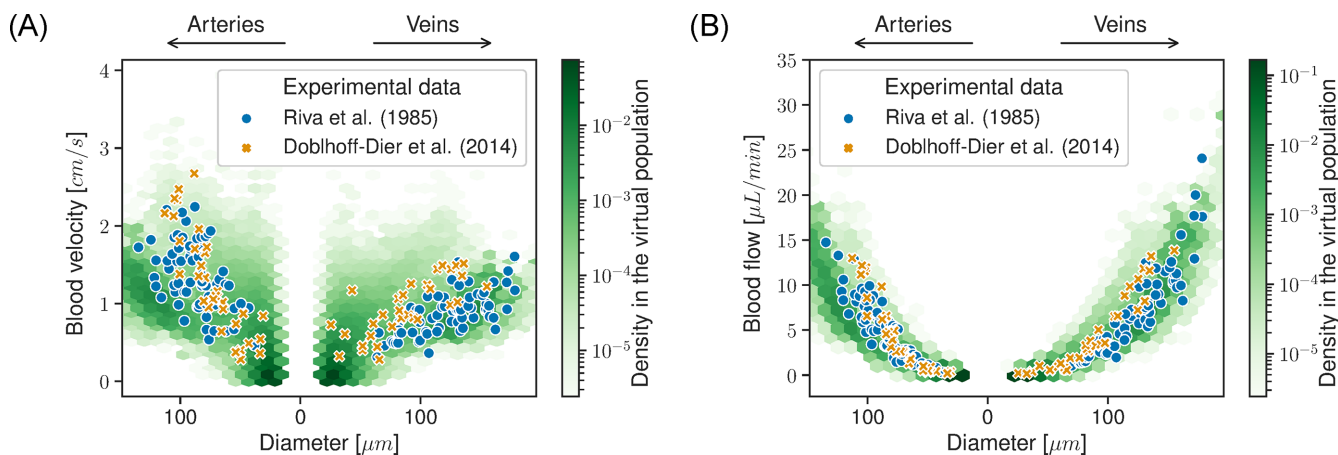 (A)
Arteries
Veins
Experimental data
Riva et al. (1985)
Doblhoff-Dier et al. (2014)
4
3
2
1
0
Blood velocity [cm/s]
100
0
100
Diameter [μm]
10⁻²
10⁻³
10⁻⁴
10⁻⁵
Density in the virtual population
(B)
Arteries
Veins
Experimental data
Riva et al. (1985)
Doblhoff-Dier et al. (2014)
35
30
25
20
15
10
5
0
Blood flow [μL/min]
100
0
100
Diameter [μm]
10⁻¹
10⁻²
10⁻³
10⁻⁴
10⁻⁵
Density in the virtual population